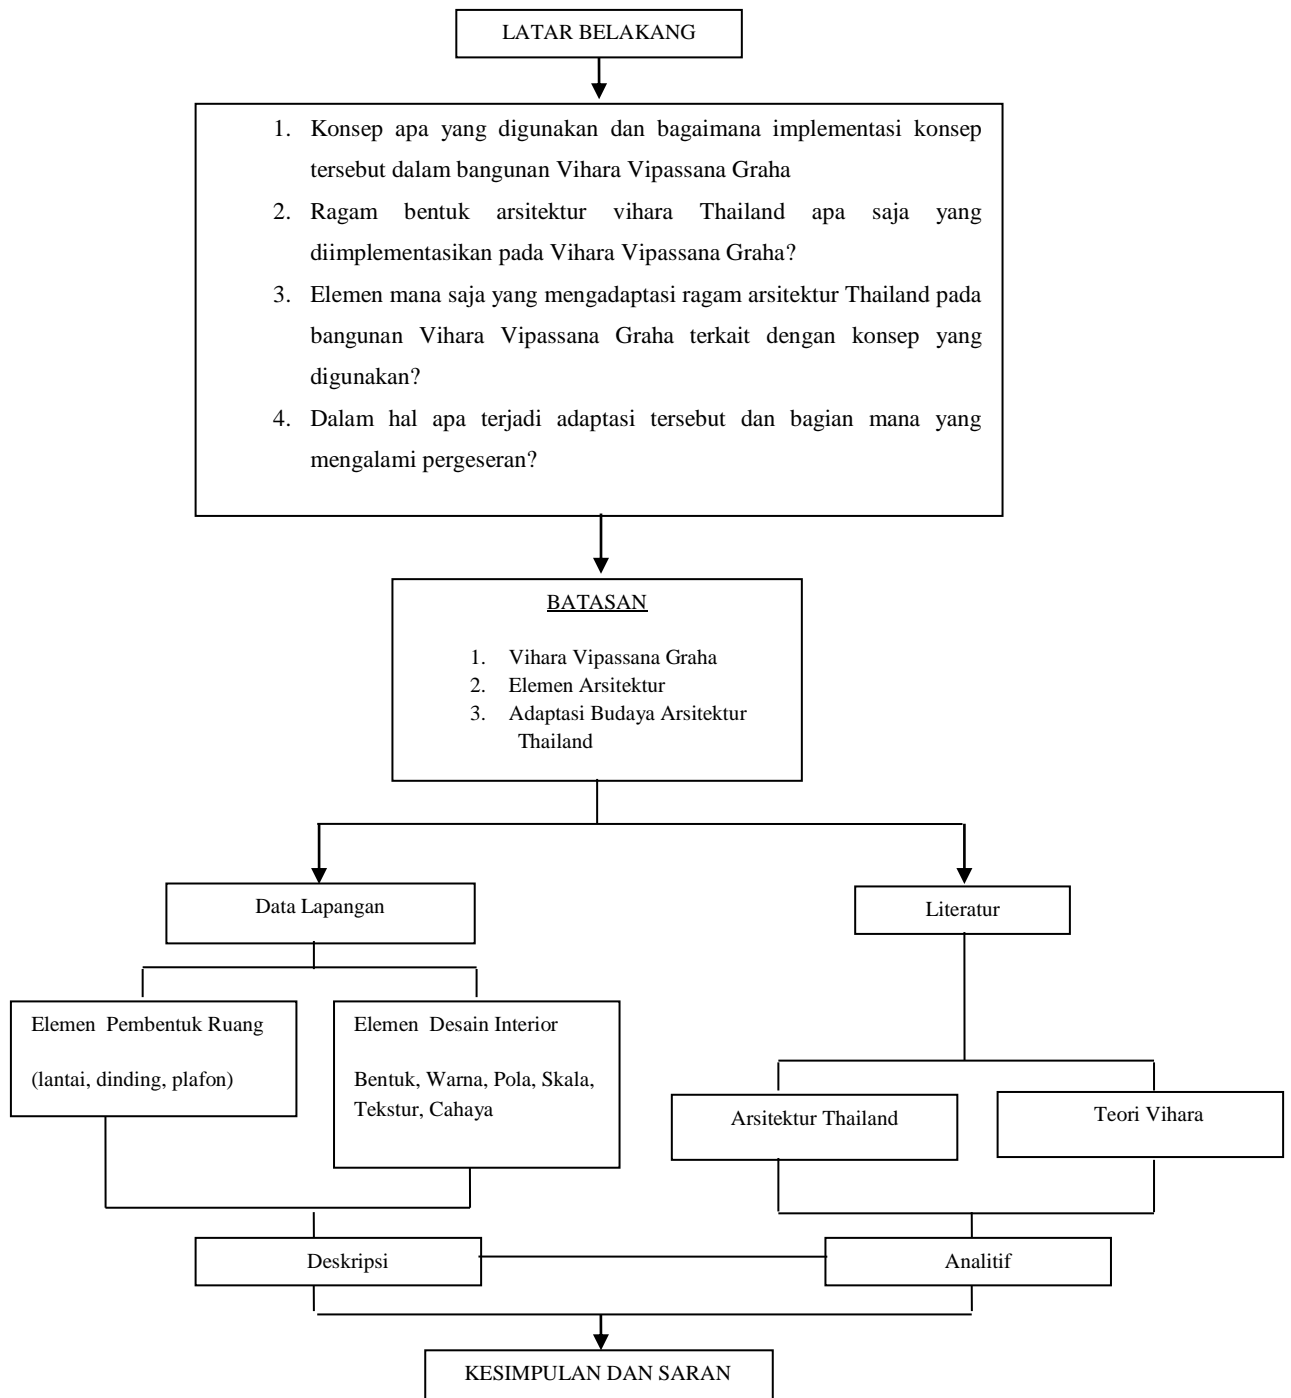 LATAR BELAKANG
1. Konsep apa yang digunakan dan bagaimana implementasi konsep
tersebut dalam bangunan Vihara Vipassana Graha
2. Ragam bentuk arsitektur vihara Thailand apa saja yang
diimplementasikan pada Vihara Vipassana Graha?
3. Elemen mana saja yang mengadaptasi ragam arsitektur Thailand pada
bangunan Vihara Vipassana Graha terkait dengan konsep yang
digunakan?
4. Dalam hal apa terjadi adaptasi tersebut dan bagian mana yang
mengalami pergeseran?
BATASAN
1. Vihara Vipassana Graha
2. Elemen Arsitektur
3. Adaptasi Budaya Arsitektur
Thailand
Data Lapangan
Literatur
Elemen Pembentuk Ruang
(lantai, dinding, plafon)
Elemen Desain Interior
Bentuk, Warna, Pola, Skala,
Tekstur, Cahaya
Arsitektur Thailand
Teori Vihara
Deskripsi
Analitif
KESIMPULAN DAN SARAN